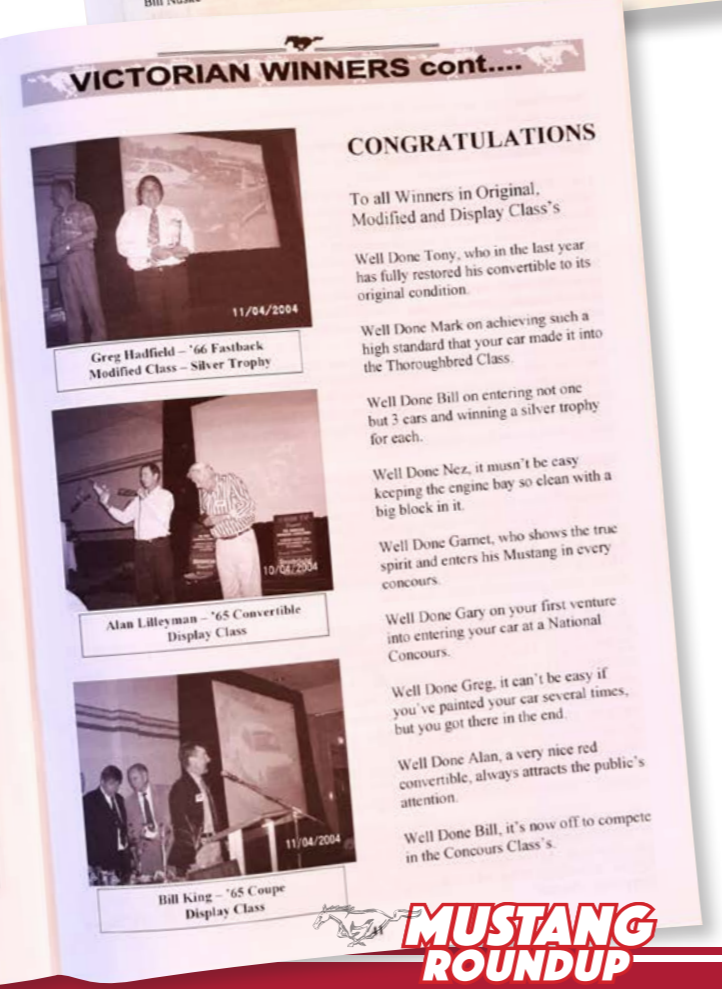 VICTORIAN WINNERS cont....
11/04/2004
Greg Hadfield – '66 Fastback
Modified Class – Silver Trophy
10/04/2004
Alan Lilleyman – '65 Convertible
Display Class
11/04/2004
Bill King – '65 Coupe
Display Class
CONGRATULATIONS
To all Winners in Original,
Modified and Display Class's
Well Done Tony, who in the last year
has fully restored his convertible to its
original condition.
Well Done Mark on achieving such a
high standard that your car made it into
the Thoroughbred Class.
Well Done Bill on entering not one
but 3 cars and winning a silver trophy
for each.
Well Done Nez, it musn't be easy
keeping the engine bay so clean with a
big block in it.
Well Done Garnet, who shows the true
spirit and enters his Mustang in every
concours.
Well Done Gary on your first venture
into entering your car at a National
Concours.
Well Done Greg, it can't be easy if
you've painted your car several times,
but you got there in the end.
Well Done Alan, a very nice red
convertible, always attracts the public's
attention.
Well Done Bill, it's now off to compete
in the Concours Class's.
MUSTANG
ROUNDUP